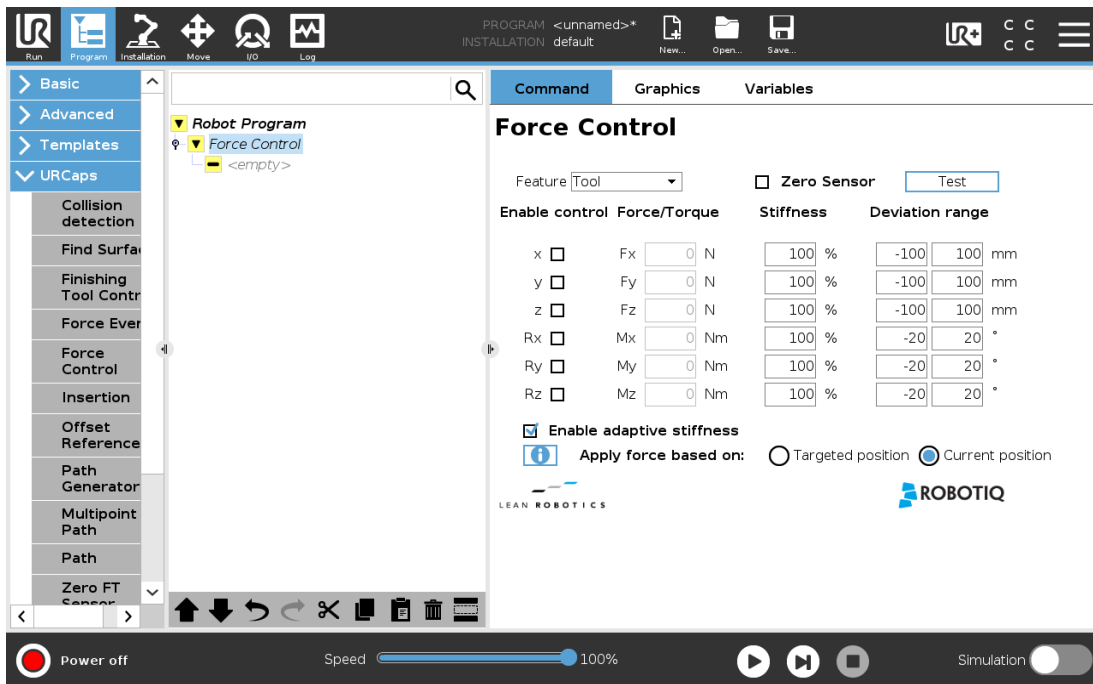 PROGRAM <unnamed>*
INSTALLATION default
Run Program Installation Move I/O Log New... Open... Save... UR+ C C
C C
Basic
Advanced
Templates
URCaps
Collision
detection
Find Surfa
Finishing
Tool Contr
Force Ever
Force
Control
Insertion
Offset
Reference
Path
Generator
Multipoint
Path
Path
Zero FT
Sensor
Robot Program
Force Control
<empty>
Command Graphics Variables
Force Control
Feature Tool Zero Sensor Test
Enable control Force/Torque Stiffness Deviation range
x Fx 0 N 100 % -100 100 mm
y Fy 0 N 100 % -100 100 mm
z Fz 0 N 100 % -100 100 mm
Rx Mx 0 Nm 100 % -20 20 °
Ry My 0 Nm 100 % -20 20 °
Rz Mz 0 Nm 100 % -20 20 °
Enable adaptive stiffness
Apply force based on: Targeted position Current position
LEAN ROBOTICS ROBOTIQ
Power off Speed 100% Simulation